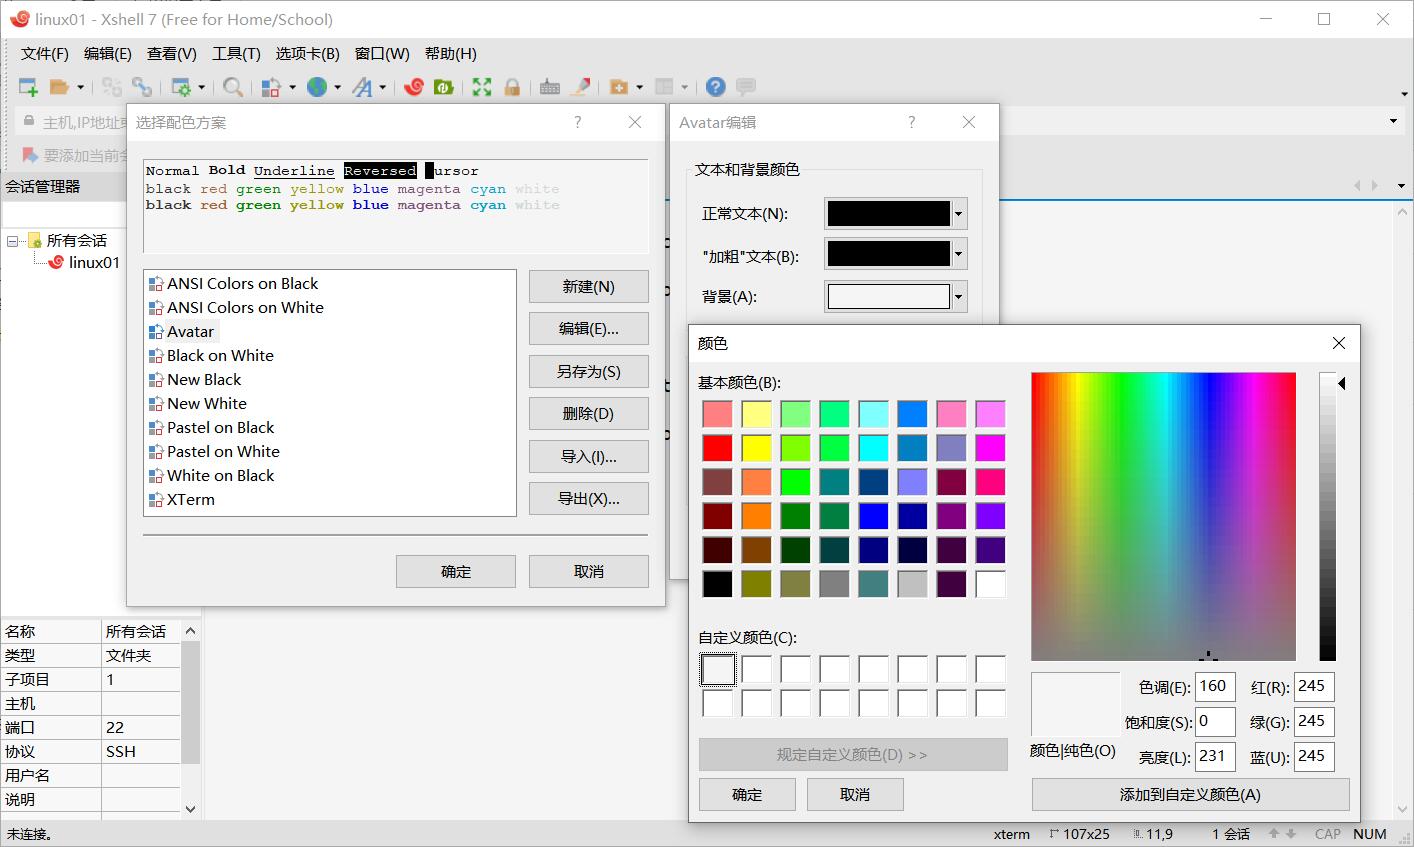 linux01 - Xshell 7 (Free for Home/School)
文件(F) 编辑(E) 查看(V) 工具(T) 选项卡(B) 窗口(W) 帮助(H)
主机,IP地址或
要添加当前会
会话管理器
所有会话
linux01
名称 所有会话
类型 文件夹
子项目 1
主机
端口 22
协议 SSH
用户名
说明
选择配色方案 ?
Normal Bold Underline Reversed ursor
black red green yellow blue magenta cyan white
black red green yellow blue magenta cyan white
ANSI Colors on Black
ANSI Colors on White
Avatar
Black on White
New Black
New White
Pastel on Black
Pastel on White
White on Black
XTerm
新建(N)
编辑(E)...
另存为(S)
删除(D)
导入(I)...
导出(X)...
确定 取消
Avatar编辑 ?
文本和背景颜色
正常文本(N):
"加粗"文本(B):
背景(A):
颜色
基本颜色(B):
自定义颜色(C):
规定自定义颜色(D) >>
确定 取消
颜色|纯色(O)
色调(E): 160 红(R): 245
饱和度(S): 0 绿(G): 245
亮度(L): 231 蓝(U): 245
添加到自定义颜色(A)
未连接。 xterm 107x25 11,9 1 会话 CAP NUM